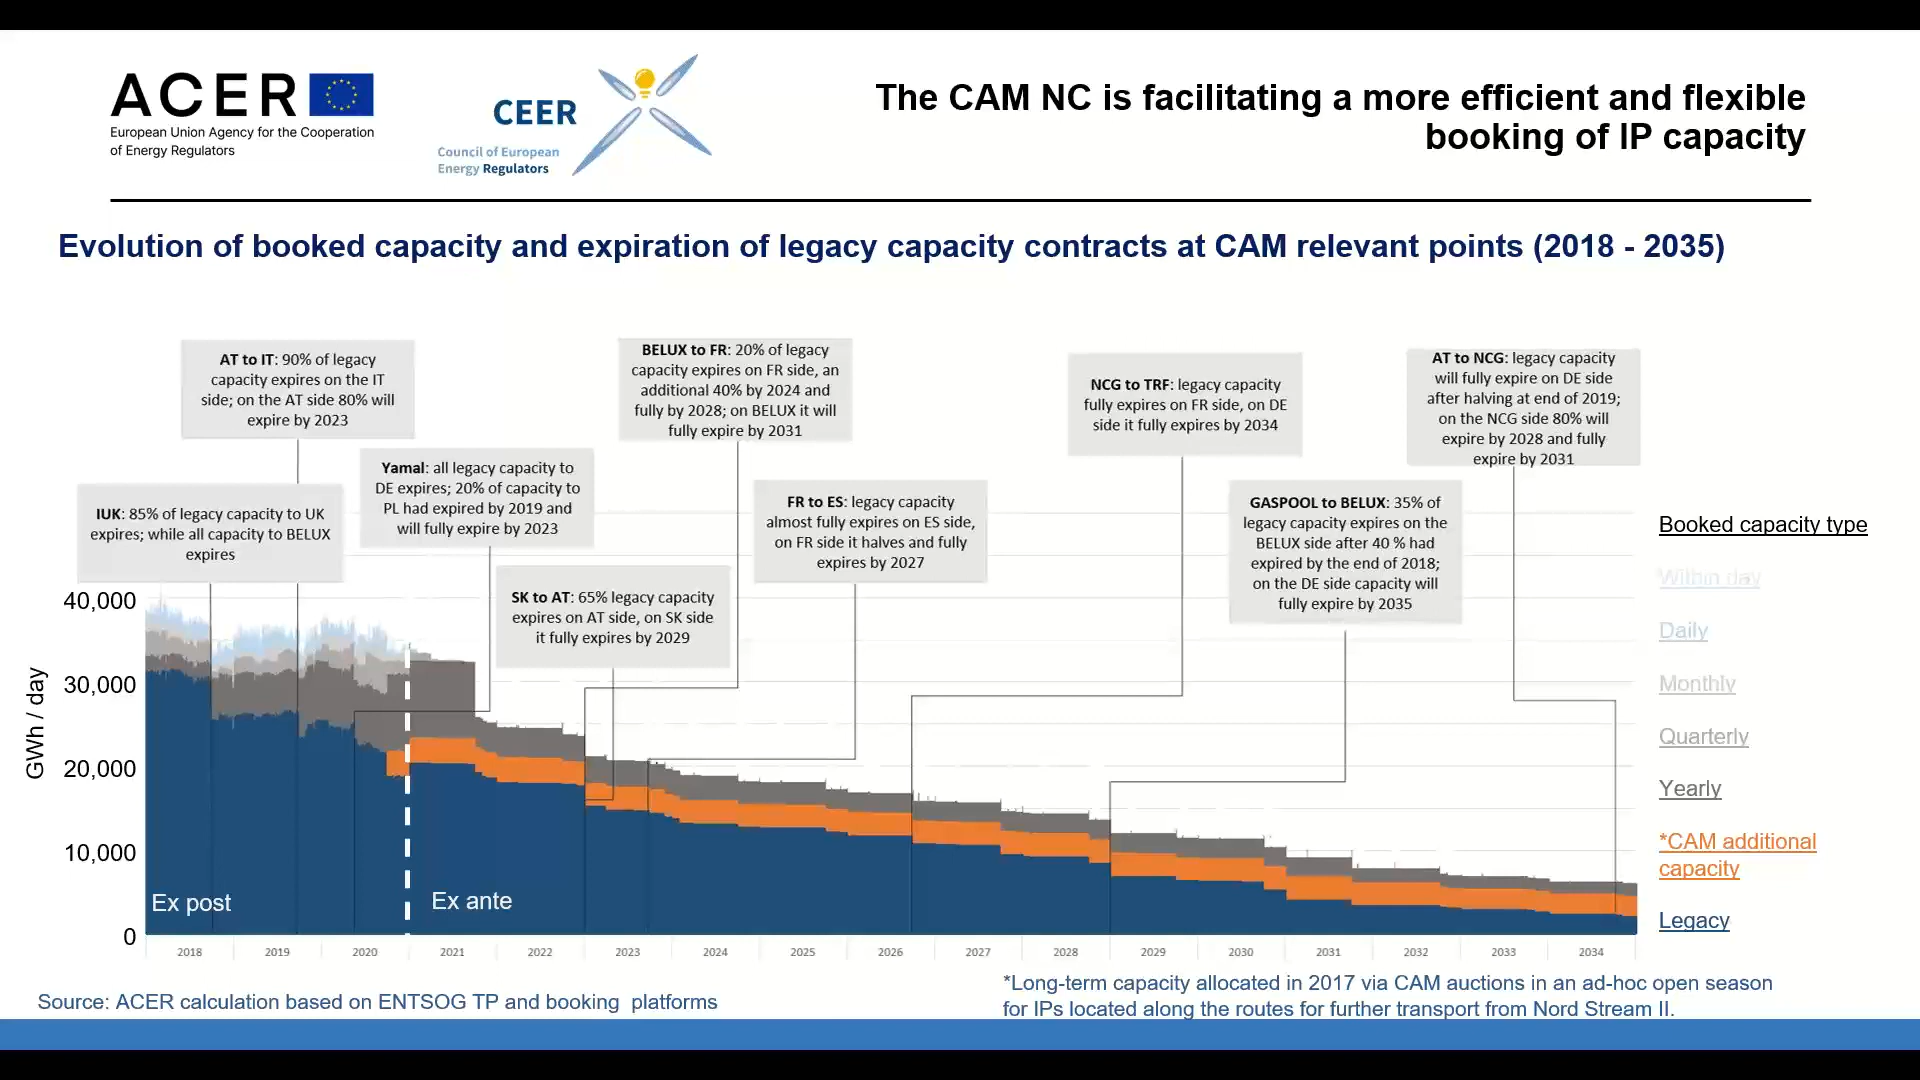 ACER
European Union Agency for the Cooperation
of Energy Regulators
CEER
Council of European
Energy Regulators
The CAM NC is facilitating a more efficient and flexible
booking of IP capacity
Evolution of booked capacity and expiration of legacy capacity contracts at CAM relevant points (2018 - 2035)
AT to IT: 90% of legacy
capacity expires on the IT
side; on the AT side 80% will
expire by 2023
BELUX to FR: 20% of legacy
capacity expires on FR side, an
additional 40% by 2024 and
fully by 2028; on BELUX it will
fully expire by 2031
NCG to TRF: legacy capacity
fully expires on FR side, on DE
side it fully expires by 2034
AT to NCG: legacy capacity
will fully expire on DE side
after halving at end of 2019;
on the NCG side 80% will
expire by 2028 and fully
expire by 2031
Yamal: all legacy capacity to
DE expires; 20% of capacity to
PL had expired by 2019 and
will fully expire by 2023
IUK: 85% of legacy capacity to UK
expires; while all capacity to BELUX
expires
FR to ES: legacy capacity
almost fully expires on ES side,
on FR side it halves and fully
expires by 2027
GASPOOL to BELUX: 35% of
legacy capacity expires on the
BELUX side after 40 % had
expired by the end of 2018;
on the DE side capacity will
fully expire by 2035
SK to AT: 65% legacy capacity
expires on AT side, on SK side
it fully expires by 2029
Booked capacity type
Within day
Daily
Monthly
Quarterly
Yearly
*CAM additional
capacity
Legacy
GWh / day
40,000
30,000
20,000
10,000
0
Ex post
Ex ante
2018 2019 2020 2021 2022 2023 2024 2025 2026 2027 2028 2029 2030 2031 2032 2033 2034
Source: ACER calculation based on ENTSOG TP and booking platforms
*Long-term capacity allocated in 2017 via CAM auctions in an ad-hoc open season
for IPs located along the routes for further transport from Nord Stream II.